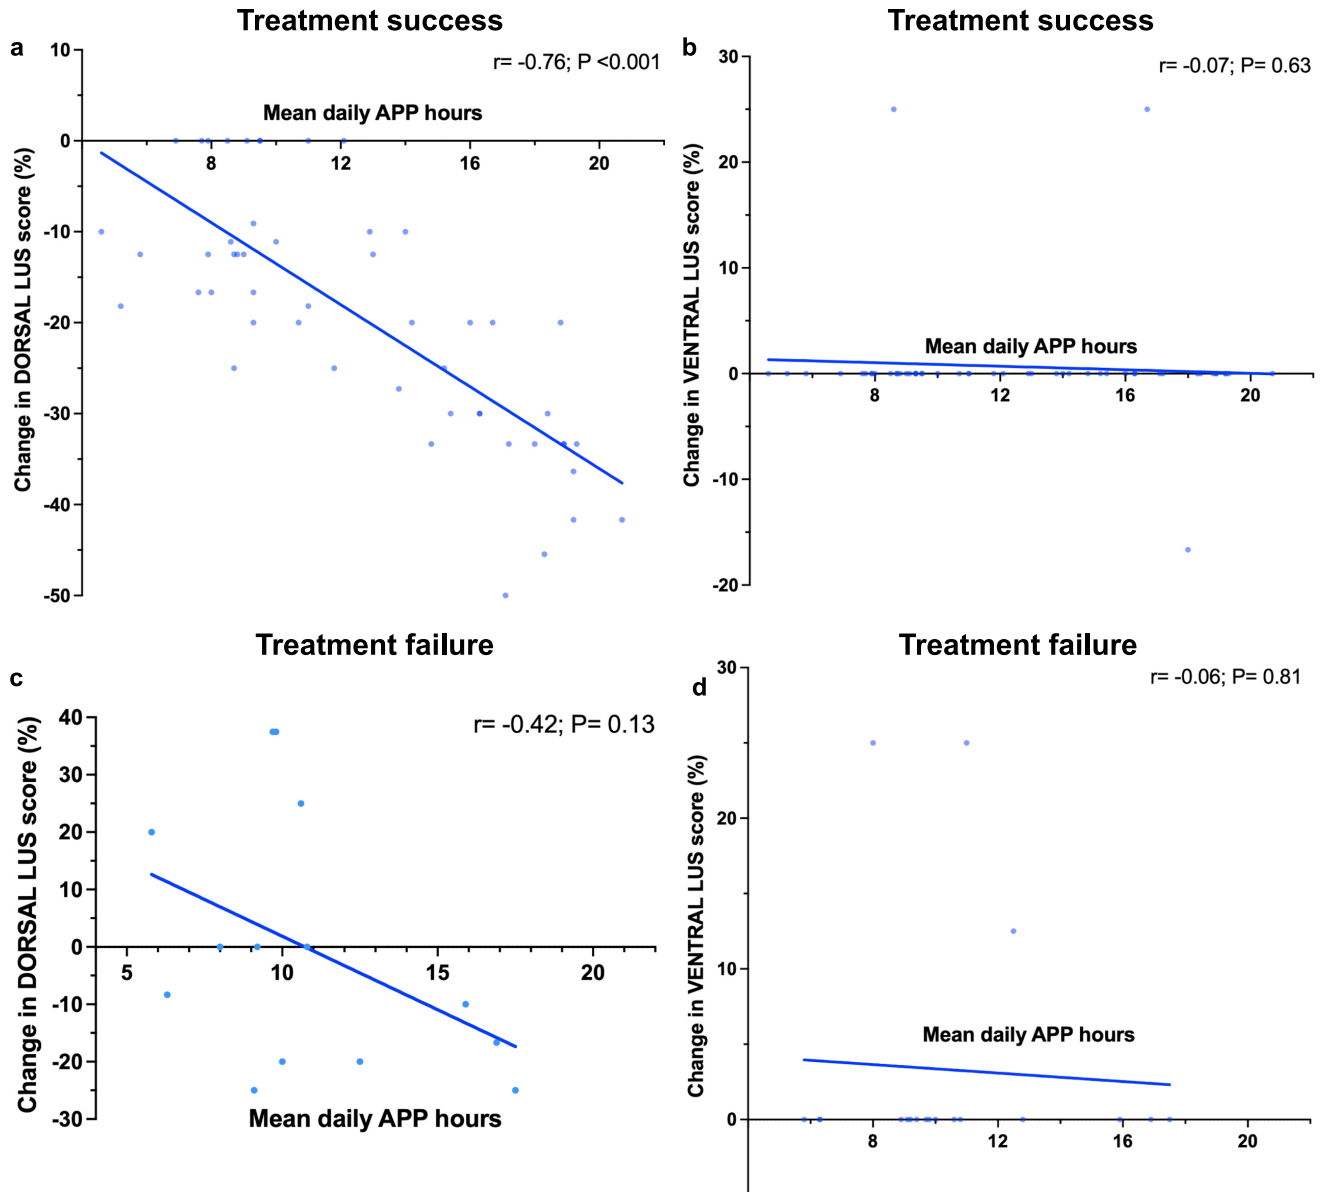 Treatment success
a
r= -0.76; P <0.001
Mean daily APP hours
Change in DORSAL LUS score (%)
10
0
-10
-20
-30
-40
-50
8 12 16 20
Treatment success
b
r= -0.07; P= 0.63
Mean daily APP hours
Change in VENTRAL LUS score (%)
30
20
10
0
-10
-20
8 12 16 20
Treatment failure
c
r= -0.42; P= 0.13
Change in DORSAL LUS score (%)
40
30
20
10
0
-10
-20
-30
5 10 15 20
Mean daily APP hours
Treatment failure
d
r= -0.06; P= 0.81
Change in VENTRAL LUS score (%)
30
20
10
0
Mean daily APP hours
8 12 16 20